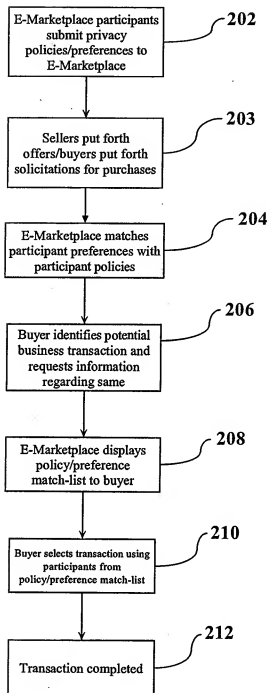 E-Marketplace participants
submit privacy
policies/preferences to
E-Marketplace
202
Sellers put forth
offers/buyers put forth
solicitations for purchases
203
E-Marketplace matches
participant preferences with
participant policies
204
Buyer identifies potential
business transaction and
requests information
regarding same
206
E-Marketplace displays
policy/preference
match-list to buyer
208
Buyer selects transaction using
participants from
policy/preference match-list
210
Transaction completed
212